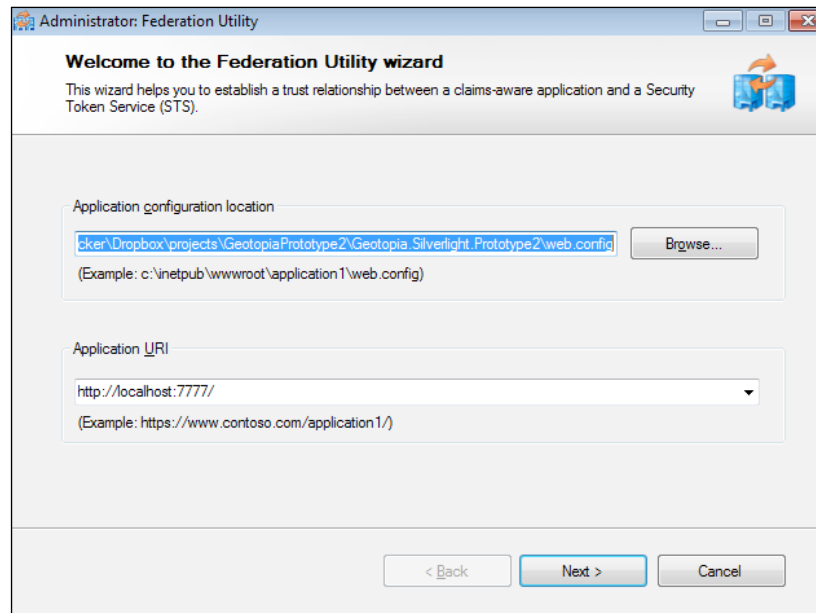 Administrator: Federation Utility
Welcome to the Federation Utility wizard
This wizard helps you to establish a trust relationship between a claims-aware application and a Security
Token Service (STS).
Application configuration location
cker\Dropbox\projects\GeotopiaPrototype2\Geotopia.Silverlight.Prototype2\web.config
Browse...
(Example: c:\inetpub\wwwroot\application1\web.config)
Application URI
http://localhost:7777/
(Example: https://www.contoso.com/application1/)
< Back
Next >
Cancel